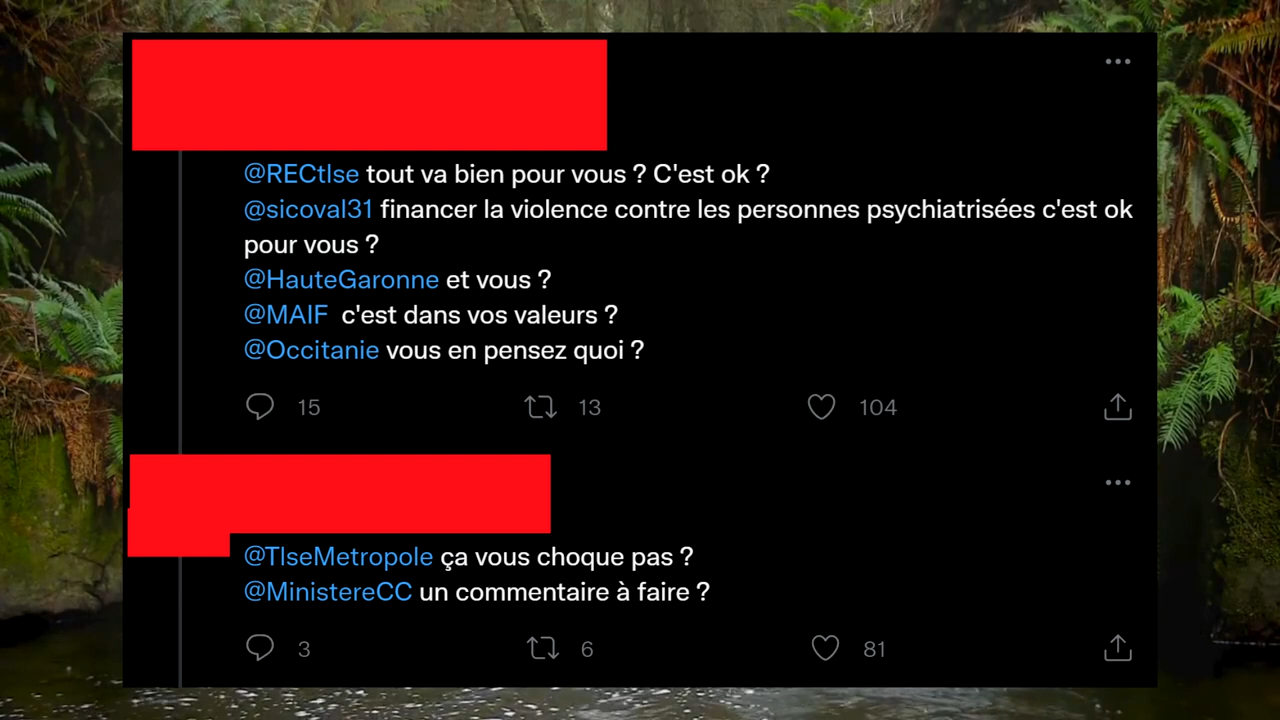 @RECtlse tout va bien pour vous ? C'est ok ?
@sicoval31 financer la violence contre les personnes psychiatrisées c'est ok
pour vous ?
@HauteGaronne et vous ?
@MAIF c'est dans vos valeurs ?
@Occitanie vous en pensez quoi ?
15 13 104
@TlseMetropole ça vous choque pas ?
@MinistereCC un commentaire à faire ?
3 6 81